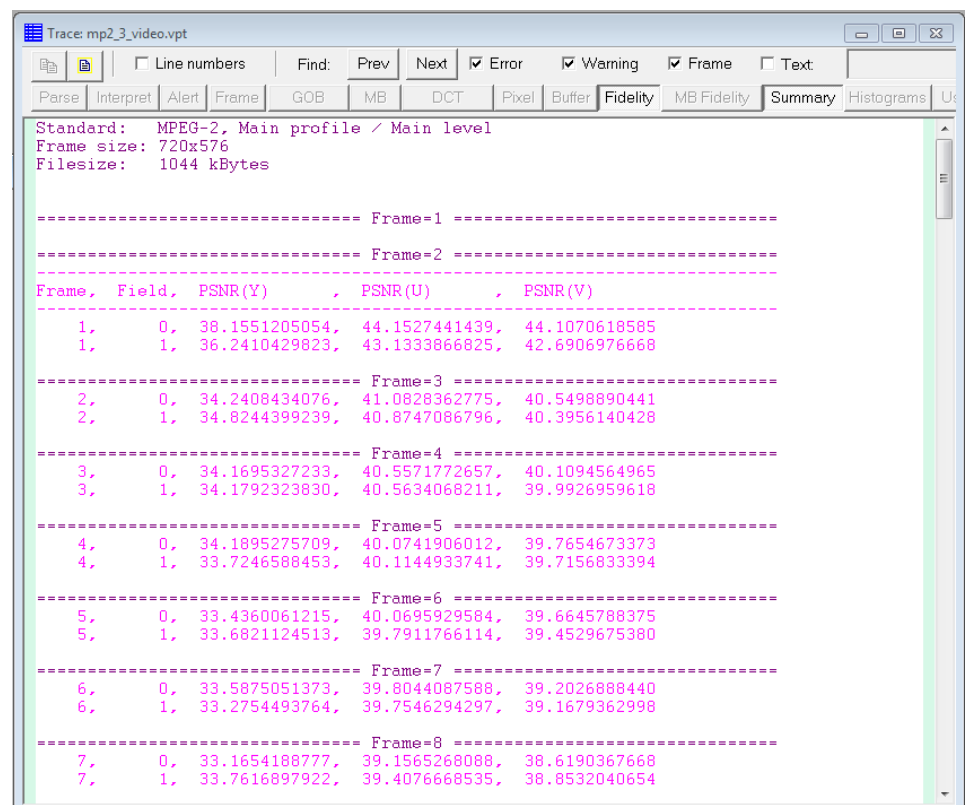 Trace: mp2_3_video.vpt
Line numbers Find: Prev Next Error Warning Frame Text:
Parse Interpret Alert Frame GOB MB DCT Pixel Buffer Fidelity MB Fidelity Summary Histograms
Standard: MPEG-2, Main profile / Main level
Frame size: 720x576
Filesize: 1044 kBytes
================================ Frame=1 ================================
================================ Frame=2 ================================
-------------------------------------------------------------------------
Frame, Field, PSNR(Y) , PSNR(U) , PSNR(V)
-------------------------------------------------------------------------
1, 0, 38.1551205054, 44.1527441439, 44.1070618585
1, 1, 36.2410429823, 43.1333866825, 42.6906976668
================================ Frame=3 ================================
2, 0, 34.2408434076, 41.0828362775, 40.5498890441
2, 1, 34.8244399239, 40.8747086796, 40.3956140428
================================ Frame=4 ================================
3, 0, 34.1695327233, 40.5571772657, 40.1094564965
3, 1, 34.1792323830, 40.5634068211, 39.9926959618
================================ Frame=5 ================================
4, 0, 34.1895275709, 40.0741906012, 39.7654673373
4, 1, 33.7246588453, 40.1144933741, 39.7156833394
================================ Frame=6 ================================
5, 0, 33.4360061215, 40.0695929584, 39.6645788375
5, 1, 33.6821124513, 39.7911766114, 39.4529675380
================================ Frame=7 ================================
6, 0, 33.5875051373, 39.8044087588, 39.2026888440
6, 1, 33.2754493764, 39.7546294297, 39.1679362998
================================ Frame=8 ================================
7, 0, 33.1654188777, 39.1565268088, 38.6190367668
7, 1, 33.7616897922, 39.4076668535, 38.8532040654